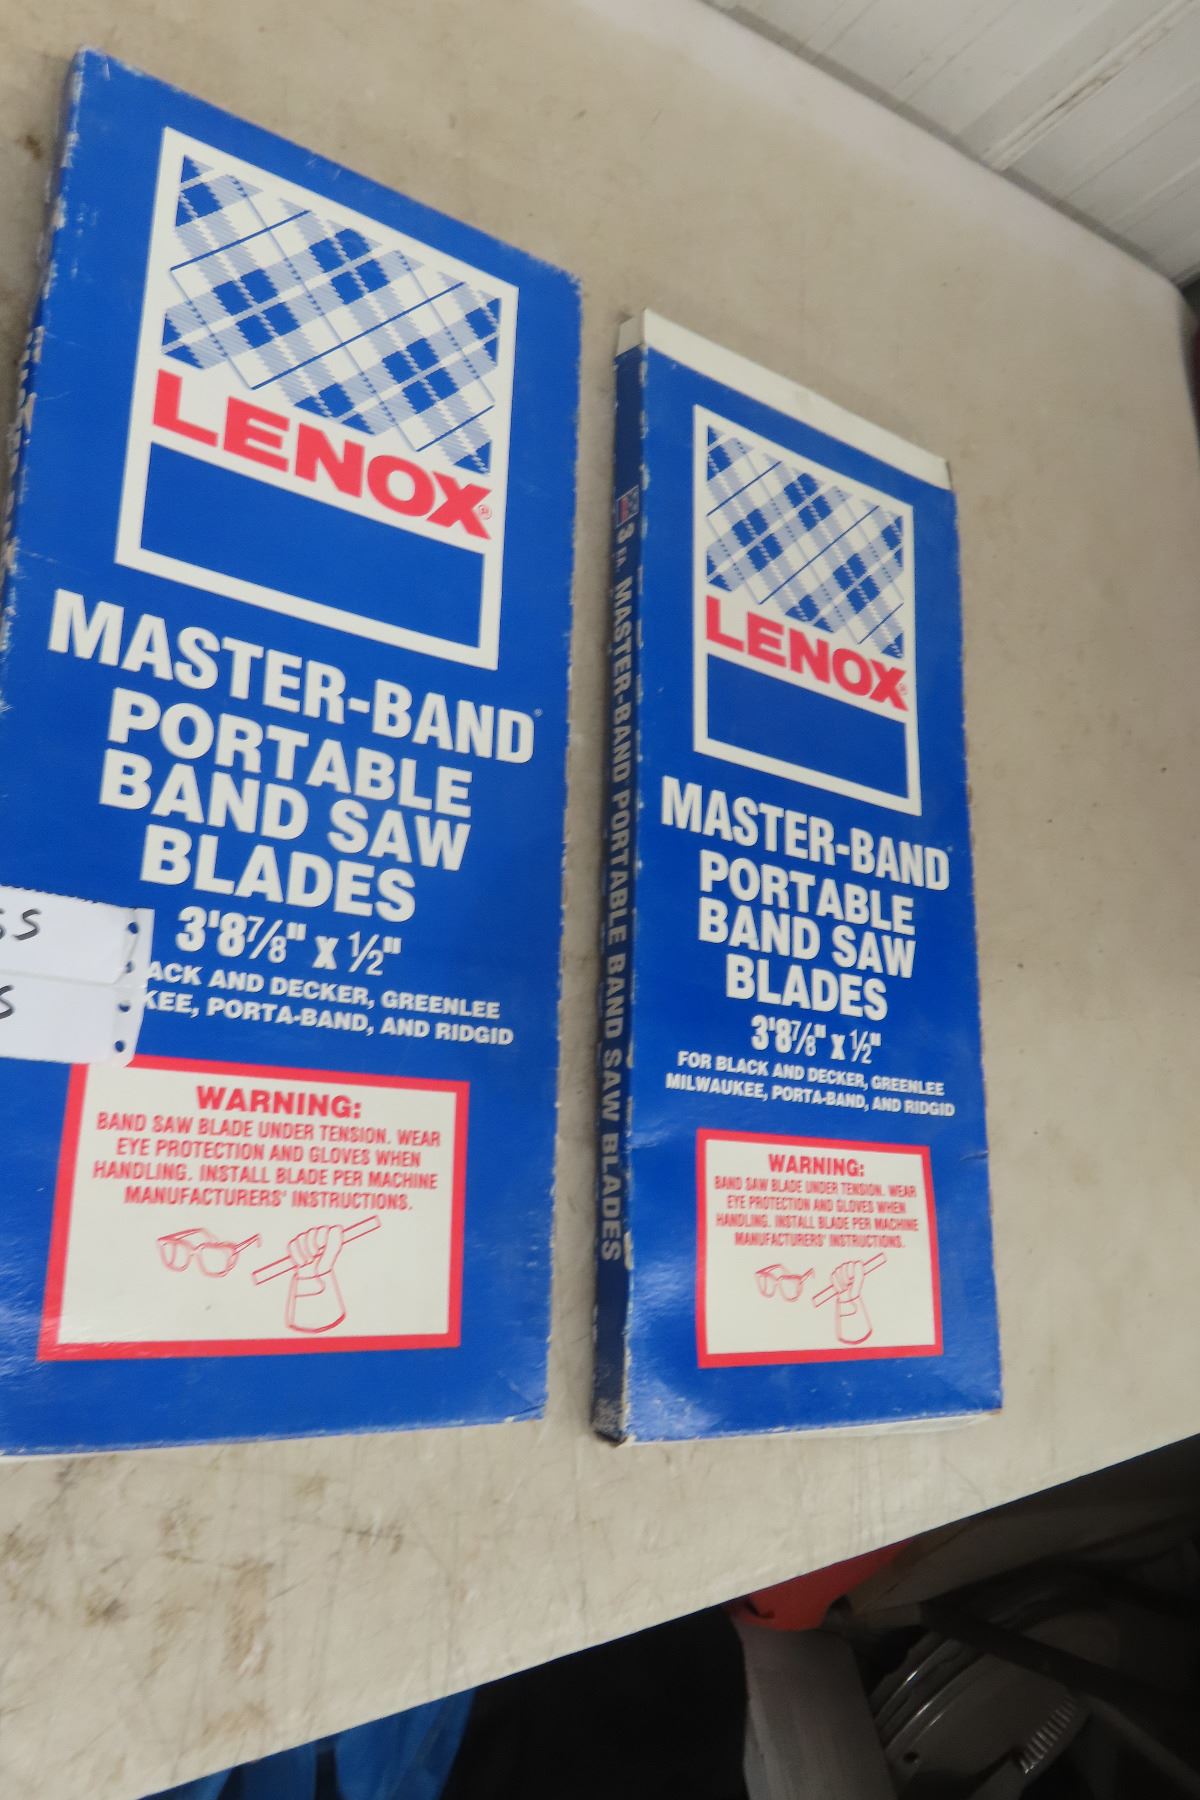 LENOX®
MASTER-BAND®
PORTABLE
BAND SAW
BLADES
3'8⅞" x ½"
AND DECKER, GREENLEE
PORTA-BAND, AND RIDGID
WARNING:
BAND SAW BLADE UNDER TENSION. WEAR
EYE PROTECTION AND GLOVES WHEN
HANDLING. INSTALL BLADE PER MACHINE
MANUFACTURERS' INSTRUCTIONS.
3 EA. MASTER-BAND PORTABLE BAND SAW BLADES
LENOX®
MASTER-BAND®
PORTABLE
BAND SAW
BLADES
3'8⅞" x ½"
FOR BLACK AND DECKER, GREENLEE
MILWAUKEE, PORTA-BAND, AND RIDGID
WARNING:
BAND SAW BLADE UNDER TENSION. WEAR
EYE PROTECTION AND GLOVES WHEN
HANDLING. INSTALL BLADE PER MACHINE
MANUFACTURERS' INSTRUCTIONS.